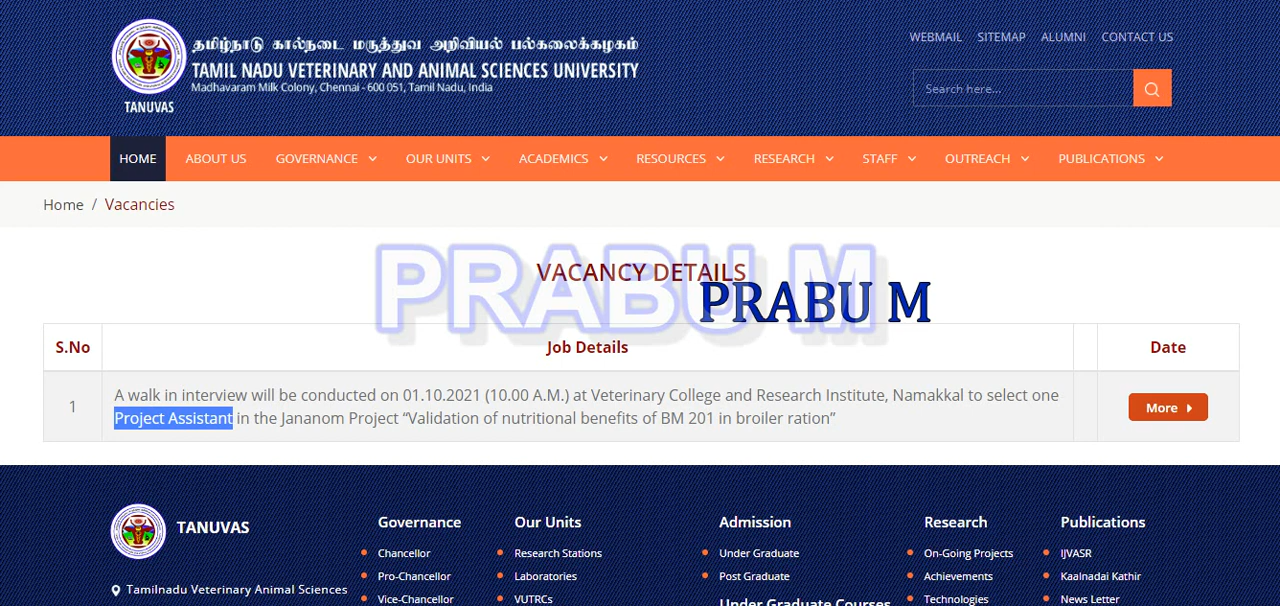 தமிழ்நாடு கால்நடை மருத்துவ அறிவியல் பல்கலைக்கழகம்
TAMIL NADU VETERINARY AND ANIMAL SCIENCES UNIVERSITY
Madhavaram Milk Colony, Chennai - 600 051, Tamil Nadu, India
TANUVAS
WEBMAIL SITEMAP ALUMNI CONTACT US
Search here...
HOME ABOUT US GOVERNANCE OUR UNITS ACADEMICS RESOURCES RESEARCH STAFF OUTREACH PUBLICATIONS
Home / Vacancies
PRABU M
VACANCY DETAILS
PRABU M
S.No Job Details Date
1 A walk in interview will be conducted on 01.10.2021 (10.00 A.M.) at Veterinary College and Research Institute, Namakkal to select one
Project Assistant in the Jananom Project “Validation of nutritional benefits of BM 201 in broiler ration”
More
TANUVAS
Tamilnadu Veterinary Animal Sciences
Governance
Chancellor
Pro-Chancellor
Vice-Chancellor
Our Units
Research Stations
Laboratories
VUTRCs
Admission
Under Graduate
Post Graduate
Under Graduate Courses
Research
On-Going Projects
Achievements
Technologies
Publications
IJVASR
Kaalnadai Kathir
News Letter